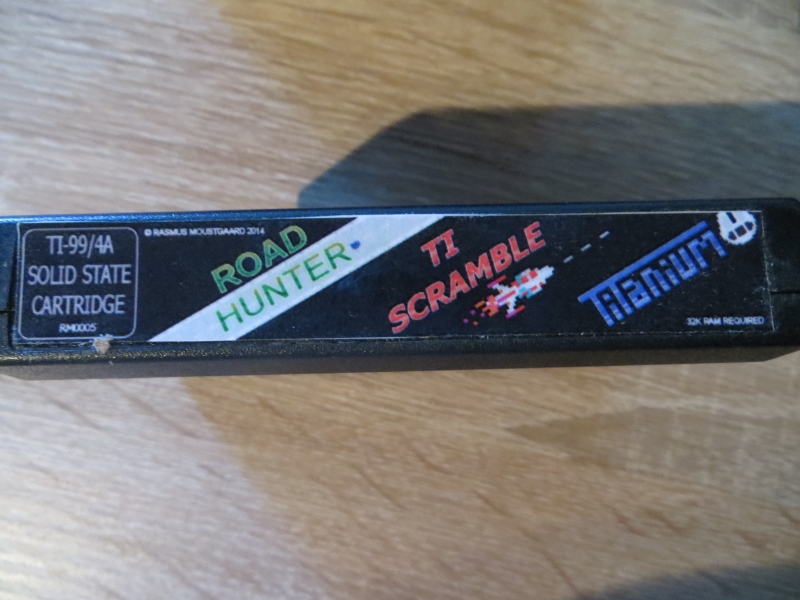 TI-99/4A
SOLID STATE
CARTRIDGE
RM0005
© RASMUS MOUSTGAARD 2014
ROAD
HUNTER
TI
SCRAMBLE
Titanium
32K RAM REQUIRED